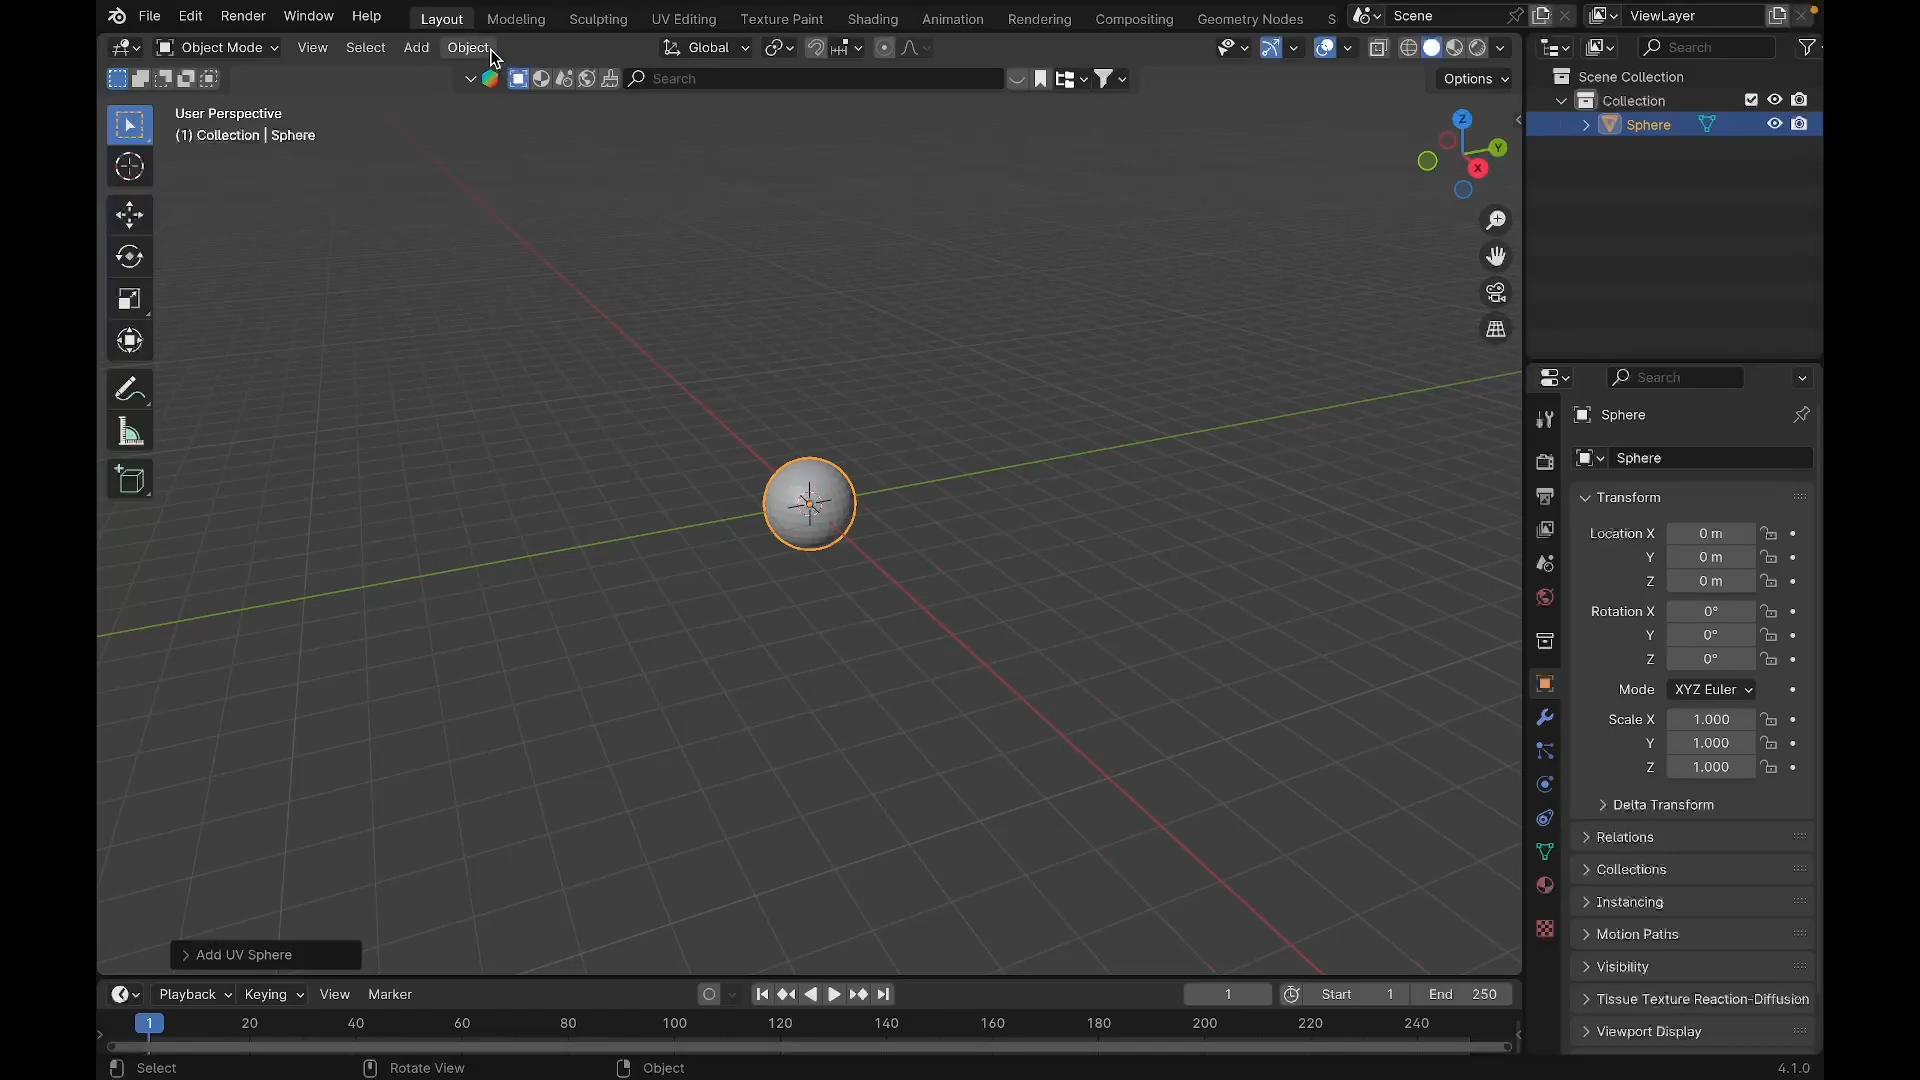 File Edit Render Window Help Layout Modeling Sculpting UV Editing Texture Paint Shading Animation Rendering Compositing Geometry Nodes S Scene ViewLayer
Object Mode View Select Add Object Global Search
Search Options
User Perspective
(1) Collection | Sphere
Z
Y
X
Scene Collection
Collection
Sphere
Search
Sphere
Sphere
Transform
Location X 0 m
Y 0 m
Z 0 m
Rotation X 0°
Y 0°
Z 0°
Mode XYZ Euler
Scale X 1.000
Y 1.000
Z 1.000
Delta Transform
Relations
Collections
Instancing
Motion Paths
Visibility
Tissue Texture Reaction-Diffusion
Viewport Display
Add UV Sphere
Playback Keying View Marker 1 Start 1 End 250
1 20 40 60 80 100 120 140 160 180 200 220 240
Select Rotate View Object 4.1.0